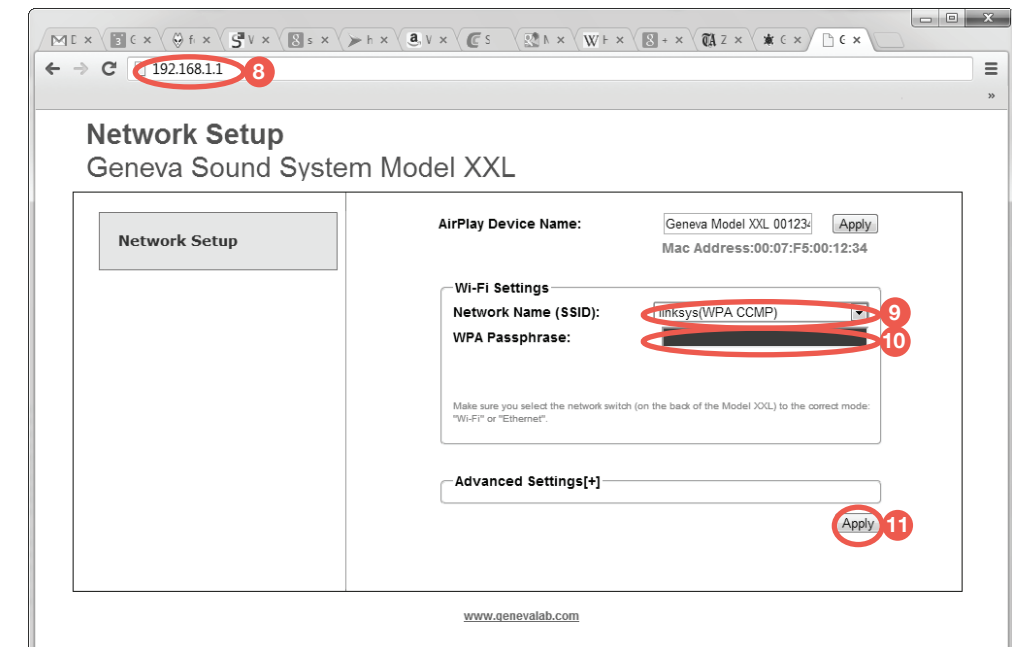 192.168.1.1
8
»
Network Setup
Geneva Sound System Model XXL
Network Setup
AirPlay Device Name:
Geneva Model XXL 001234
Apply
Mac Address:00:07:F5:00:12:34
Wi-Fi Settings
Network Name (SSID):
linksys(WPA CCMP)
9
WPA Passphrase:
10
Make sure you select the network switch (on the back of the Model XXL) to the correct mode:
"Wi-Fi" or "Ethernet".
Advanced Settings[+]
Apply
11
www.genevalab.com